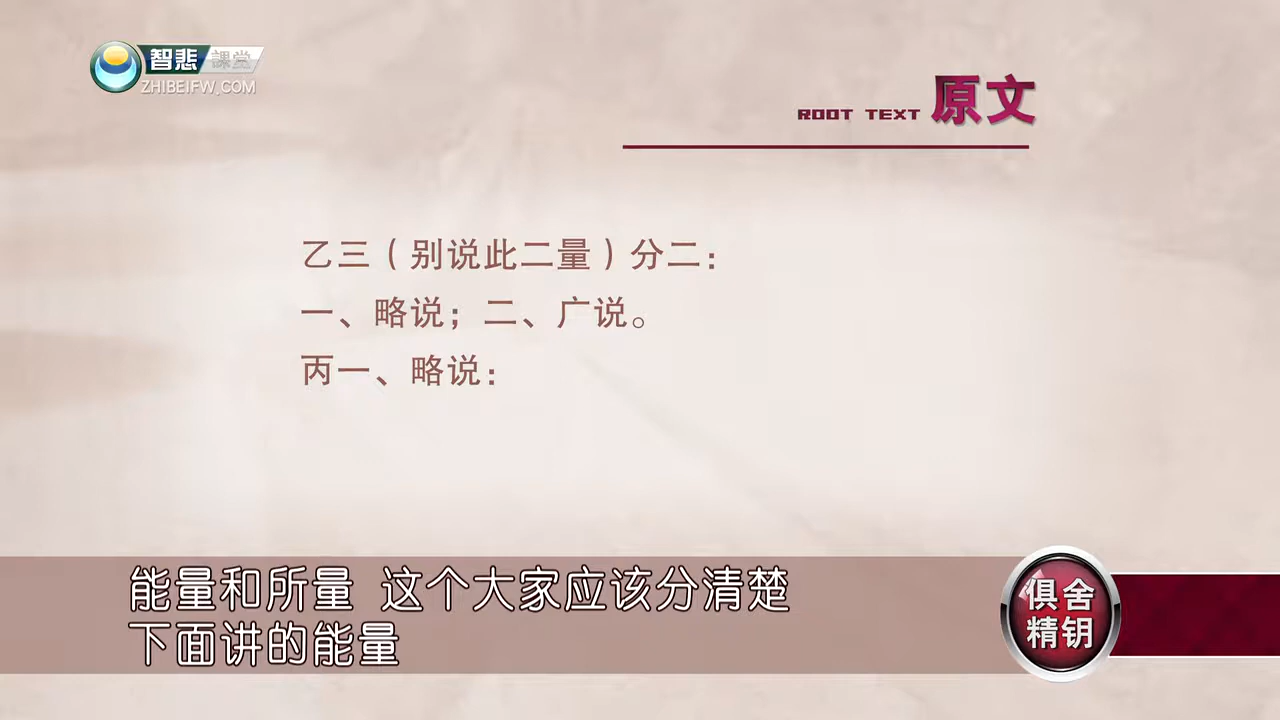 智悲 课堂
ZHIBEIFW.COM
ROOT TEXT 原文
乙三（别说此二量）分二：
一、略说；二、广说。
丙一、略说：
能量和所量 这个大家应该分清楚
下面讲的能量
俱舍
精钥